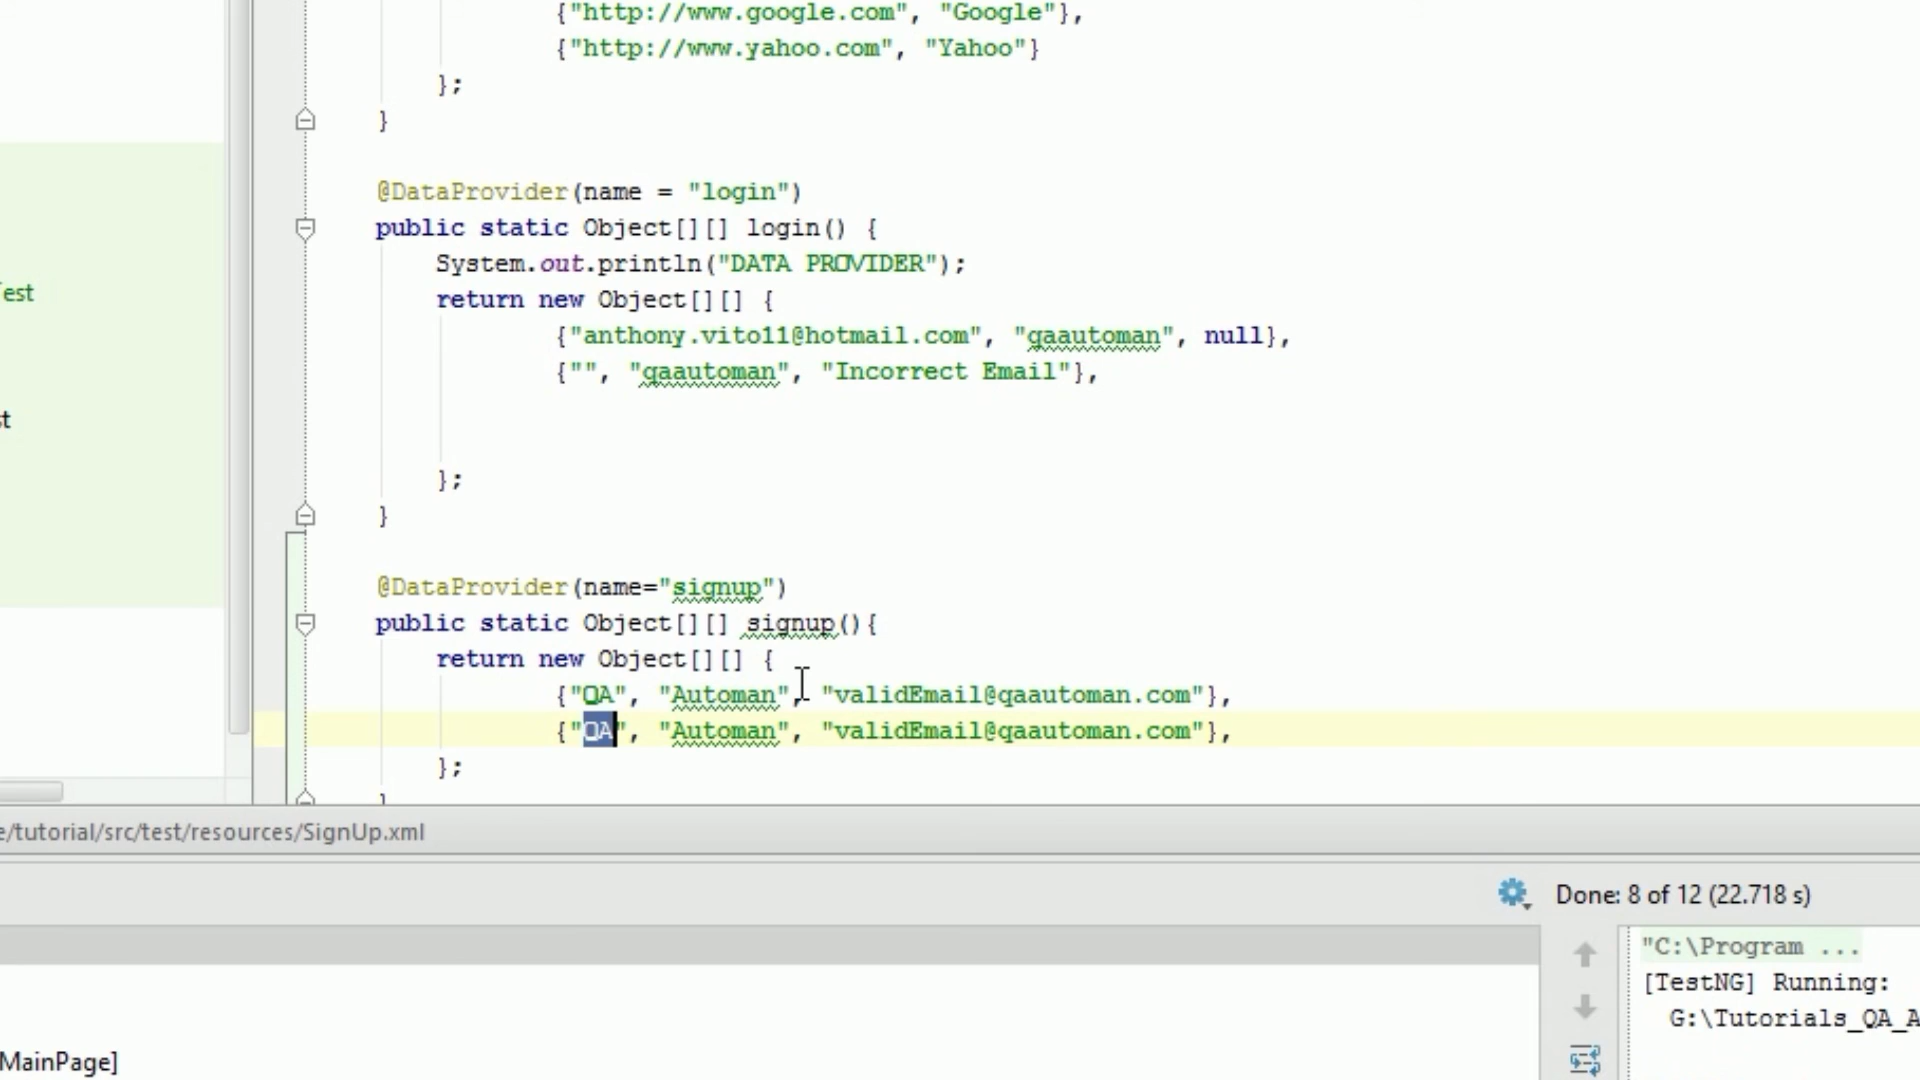 {"http://www.google.com", "Google"},
{"http://www.yahoo.com", "Yahoo"}
};
}
@DataProvider(name = "login")
public static Object[][] login() {
System.out.println("DATA PROVIDER");
return new Object[][] {
{"anthony.vito11@hotmail.com", "qaautoman", null},
{"", "qaautoman", "Incorrect Email"},
};
}
@DataProvider(name="signup")
public static Object[][] signup(){
return new Object[][] {
{"QA", "Automan", "validEmail@qaautoman.com"},
{"QA", "Automan", "validEmail@qaautoman.com"},
};
est
st
e/tutorial/src/test/resources/SignUp.xml
Done: 8 of 12 (22.718 s)
"C:\Program ...
[TestNG] Running:
G:\Tutorials_QA_A
MainPage]